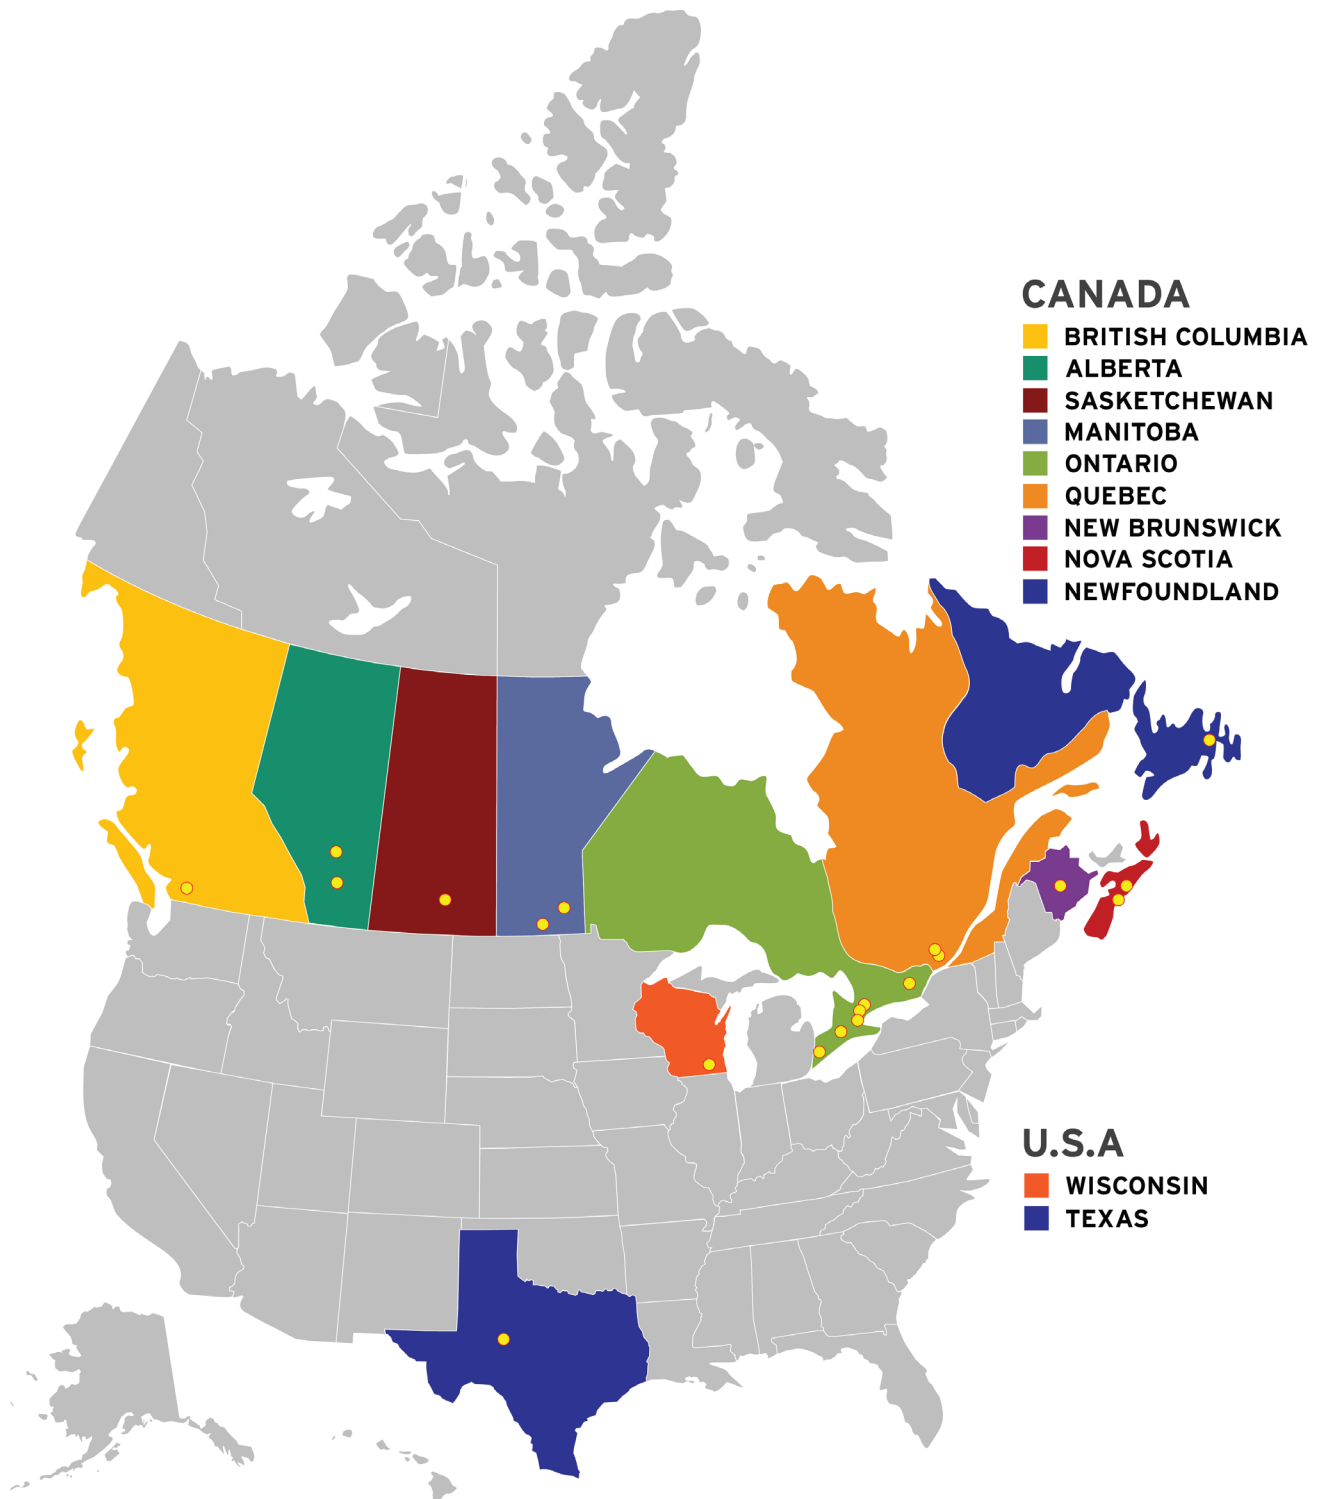 CANADA
BRITISH COLUMBIA
ALBERTA
SASKETCHEWAN
MANITOBA
ONTARIO
QUEBEC
NEW BRUNSWICK
NOVA SCOTIA
NEWFOUNDLAND
U.S.A
WISCONSIN
TEXAS